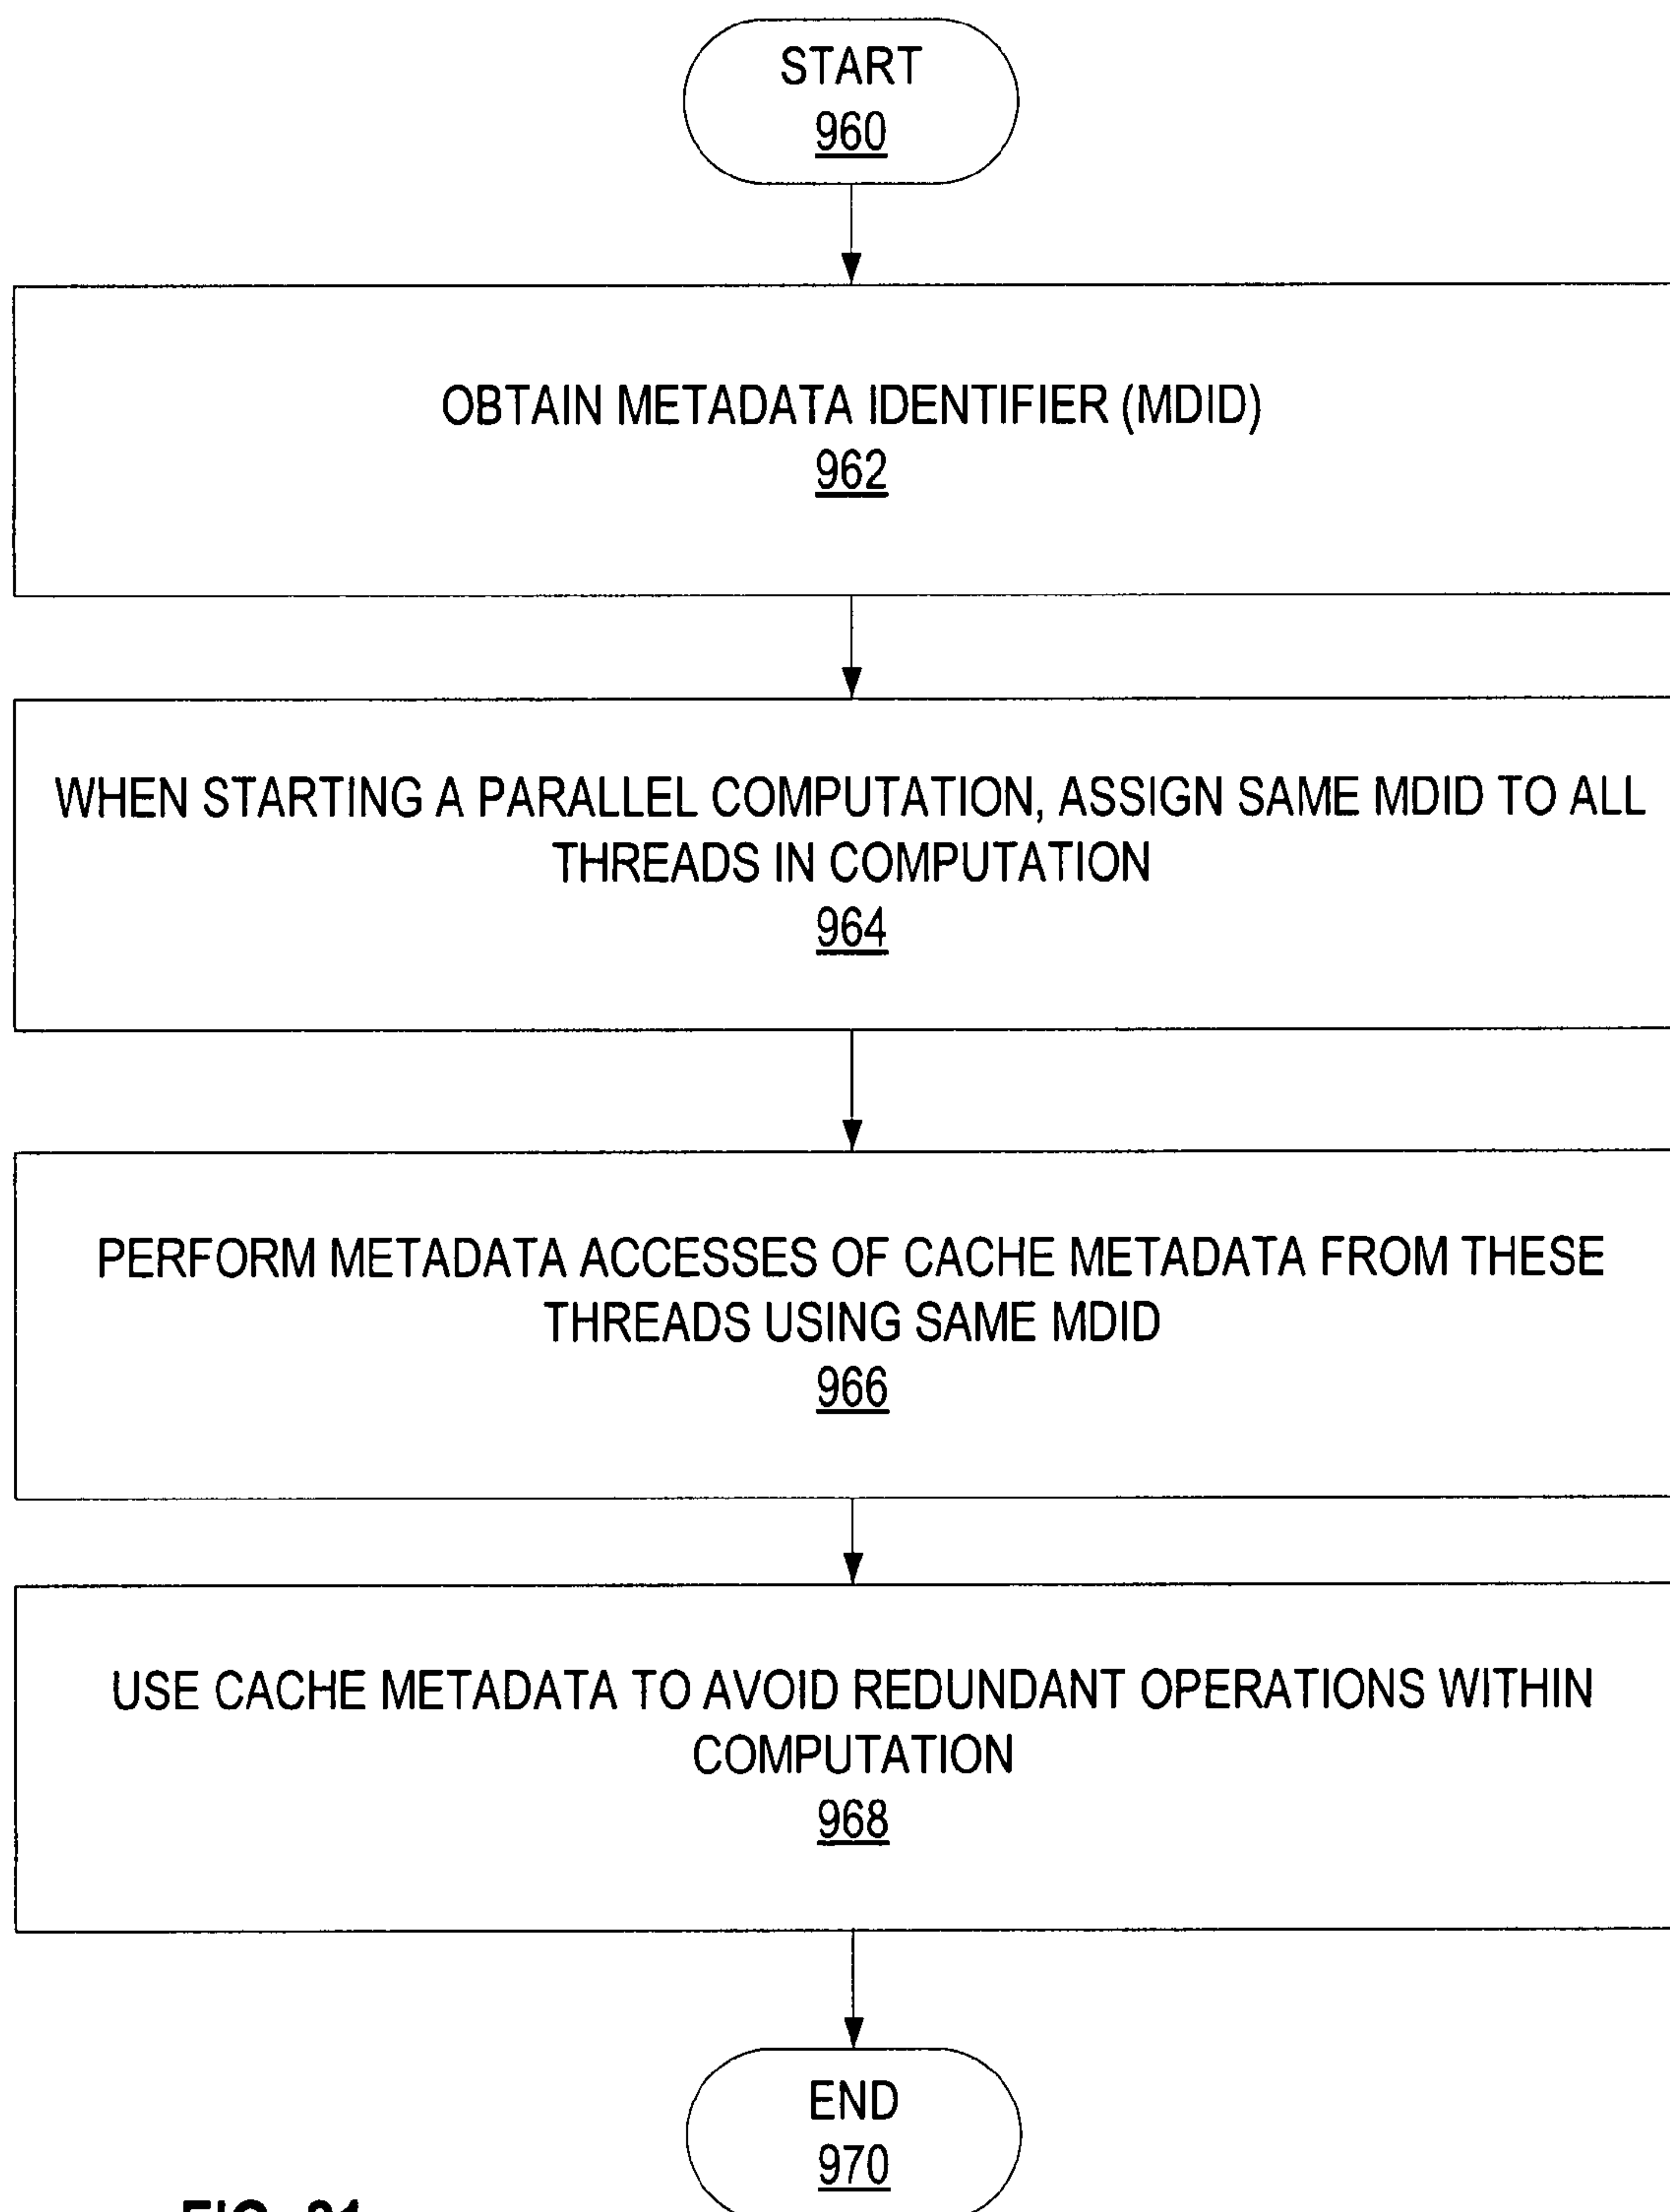 START
960
OBTAIN METADATA IDENTIFIER (MDID)
962
WHEN STARTING A PARALLEL COMPUTATION, ASSIGN SAME MDID TO ALL
THREADS IN COMPUTATION
964
PERFORM METADATA ACCESSES OF CACHE METADATA FROM THESE
THREADS USING SAME MDID
966
USE CACHE METADATA TO AVOID REDUNDANT OPERATIONS WITHIN
COMPUTATION
968
END
970
FIG.